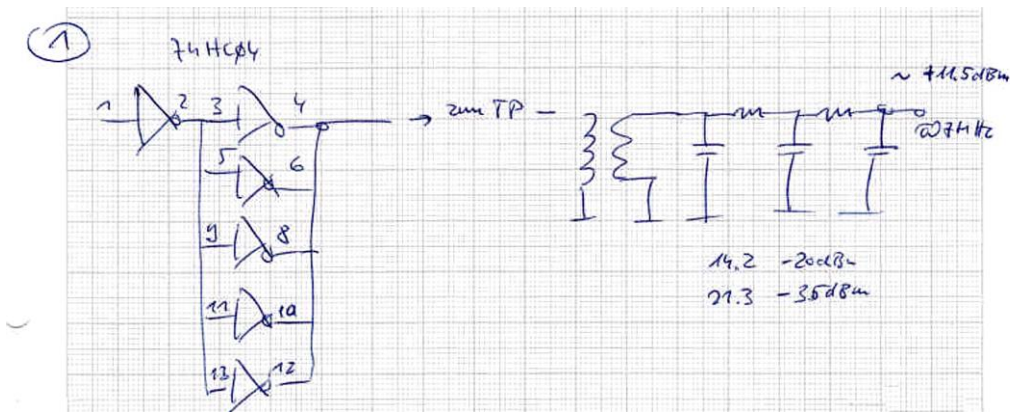 1
74HCφ4
~ +11.5dBm
1 2 3 4 → zum TP –
@ 7MHz
5 6
9 8
14.2 -20dBm
21.3 -35dBm
11 10
13 12